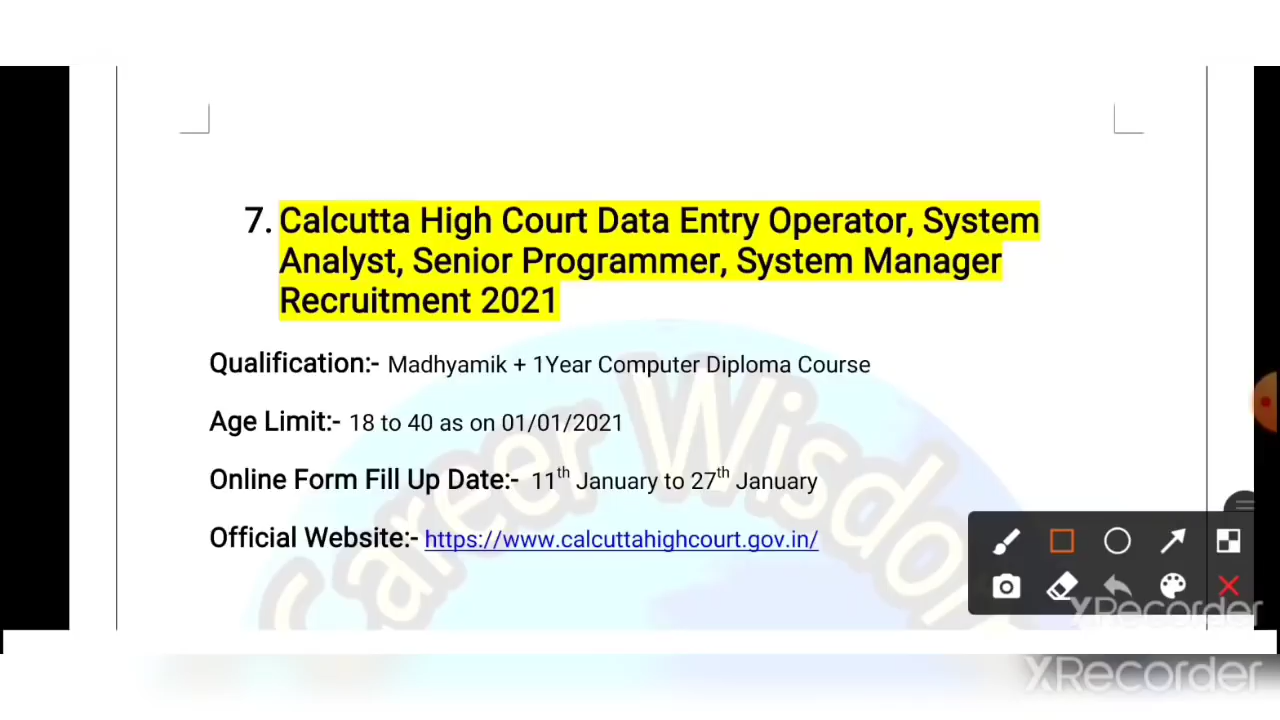 7. Calcutta High Court Data Entry Operator, System
Analyst, Senior Programmer, System Manager
Recruitment 2021
Qualification:- Madhyamik + 1Year Computer Diploma Course
Age Limit:- 18 to 40 as on 01/01/2021
Online Form Fill Up Date:- 11th January to 27th January
Official Website:- https://www.calcuttahighcourt.gov.in/
Career Wisdom
XRecorder
XRecorder